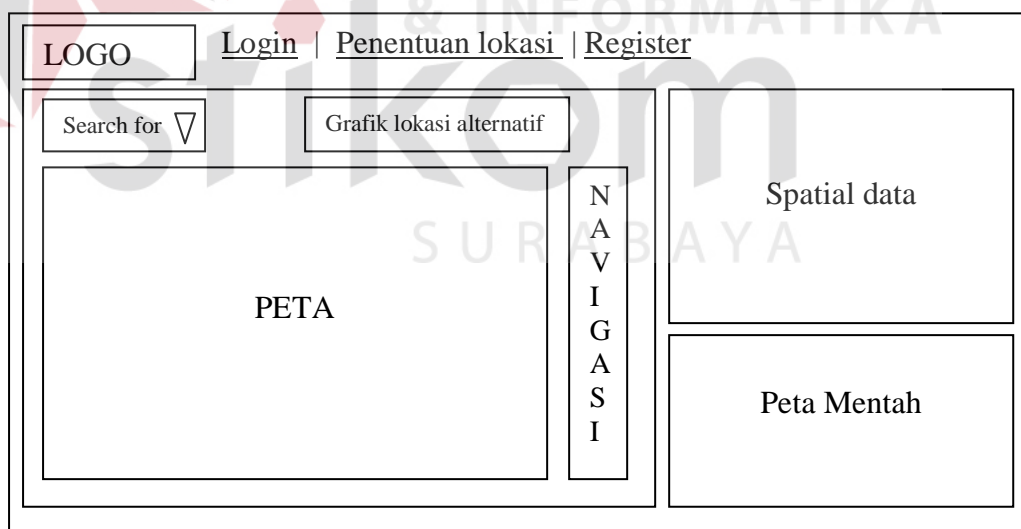 & INFORMATIKA
LOGO
Login | Penentuan lokasi | Register
Search for
Grafik lokasi alternatif
stikom
SURABAYA
PETA
N
A
V
I
G
A
S
I
Spatial data
Peta Mentah